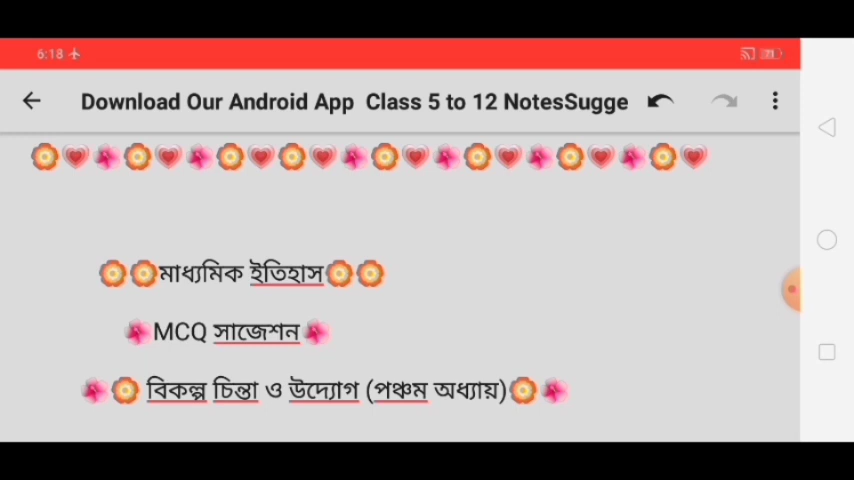 6:18
71
Download Our Android App Class 5 to 12 NotesSugge
🏵️💗🌺🏵️💗🌺🏵️💗🏵️💗🌺🏵️💗🌺🏵️💗🌺🏵️💗🌺🏵️💗
🏵️🏵️মাধ্যমিক ইতিহাস🏵️🏵️
🌺MCQ সাজেশন🌺
🌺🏵️ বিকল্প চিন্তা ও উদ্যোগ (পঞ্চম অধ্যায়)🏵️🌺